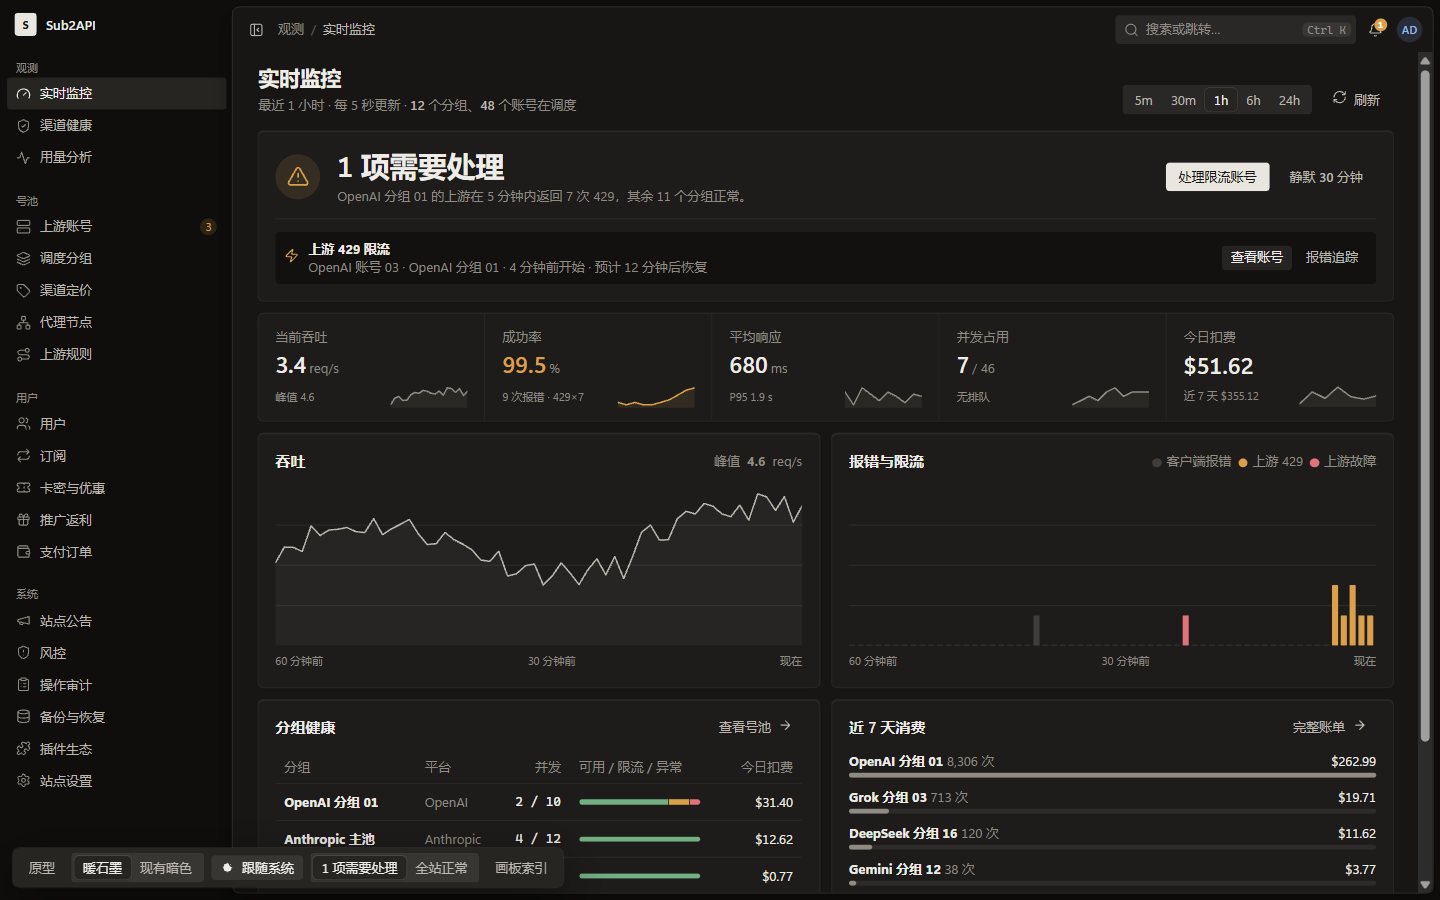 S Sub2API
观测
实时监控
渠道健康
用量分析
号池
上游账号 3
调度分组
渠道定价
代理节点
上游规则
用户
用户
订阅
卡密与优惠
推广返利
支付订单
系统
站点公告
风控
操作审计
备份与恢复
插件生态
站点设置
观测 / 实时监控
搜索或跳转... Ctrl K
1
AD
实时监控
最近 1 小时 · 每 5 秒更新 · 12 个分组、48 个账号在调度
5m 30m 1h 6h 24h 刷新
1 项需要处理
OpenAI 分组 01 的上游在 5 分钟内返回 7 次 429，其余 11 个分组正常。
处理限流账号 静默 30 分钟
上游 429 限流
OpenAI 账号 03 · OpenAI 分组 01 · 4 分钟前开始 · 预计 12 分钟后恢复
查看账号 报错追踪
当前吞吐
3.4 req/s
峰值 4.6
成功率
99.5 %
9 次报错 · 429×7
平均响应
680 ms
P95 1.9 s
并发占用
7 / 46
无排队
今日扣费
$51.62
近 7 天 $355.12
吞吐
峰值 4.6 req/s
60 分钟前 30 分钟前 现在
报错与限流
客户端报错 上游 429 上游故障
60 分钟前 30 分钟前 现在
分组健康
查看号池
分组 平台 并发 可用 / 限流 / 异常 今日扣费
OpenAI 分组 01 OpenAI 2 / 10 $31.40
Anthropic 主池 Anthropic 4 / 12 $12.62
$0.77
近 7 天消费
完整账单
OpenAI 分组 01 8,306 次 $262.99
Grok 分组 03 713 次 $19.71
DeepSeek 分组 16 120 次 $11.62
Gemini 分组 12 38 次 $3.77
原型 暖石墨 现有暗色 跟随系统 1 项需要处理 全站正常 画板索引